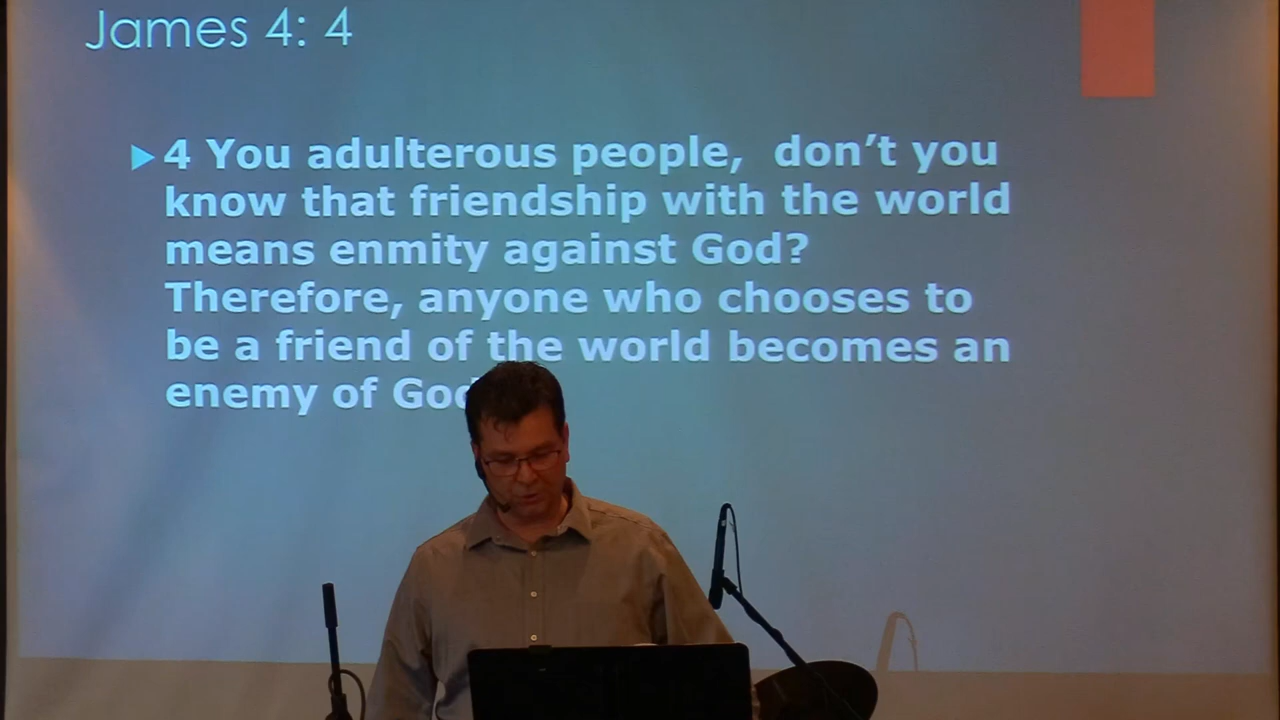 James 4: 4
4 You adulterous people, don’t you
know that friendship with the world
means enmity against God?
Therefore, anyone who chooses to
be a friend of the world becomes an
enemy of God